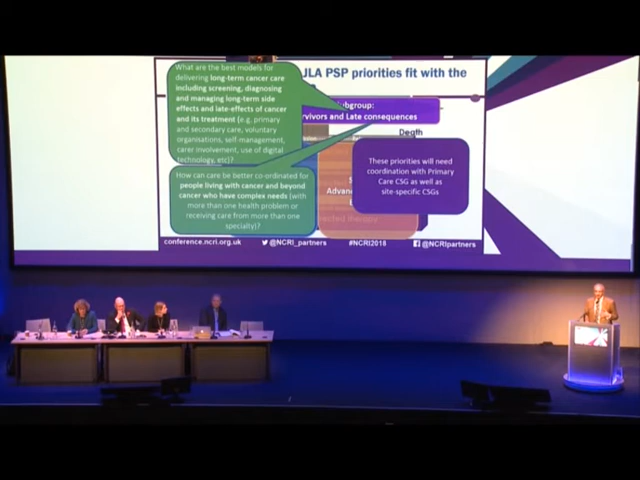 JLA PSP priorities fit with the
What are the best models for
delivering long-term cancer care
including screening, diagnosing
and managing long-term side
effects and late-effects of cancer
and its treatment (e.g. primary
and secondary care, voluntary
organisations, self-management,
carer involvement, use of digital
technology, etc)?
bgroup:
vivors and Late consequences
Death
How can care be better co-ordinated for
people living with cancer and beyond
cancer who have complex needs (with
more than one health problem or
receiving care from more than one
specialty)?
Advan
These priorities will need
coordination with Primary
Care CSG as well as
site-specific CSGs
conference.ncri.org.uk
@NCRI_partners
#NCRI2018
@NCRIpartners